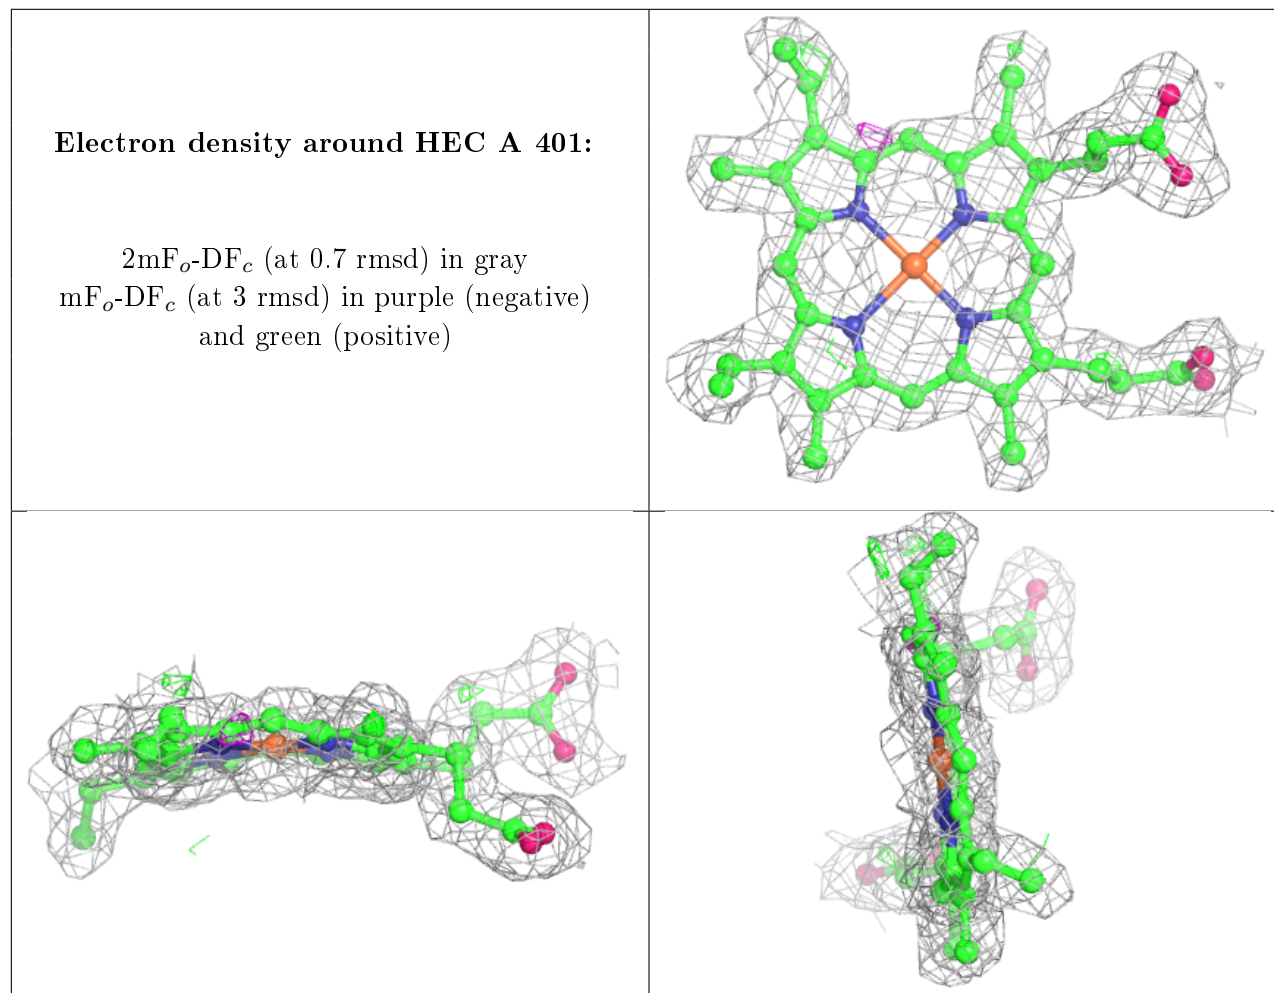 Electron density around HEC A 401:
2mFo-DFc (at 0.7 rmsd) in gray
mFo-DFc (at 3 rmsd) in purple (negative)
and green (positive)